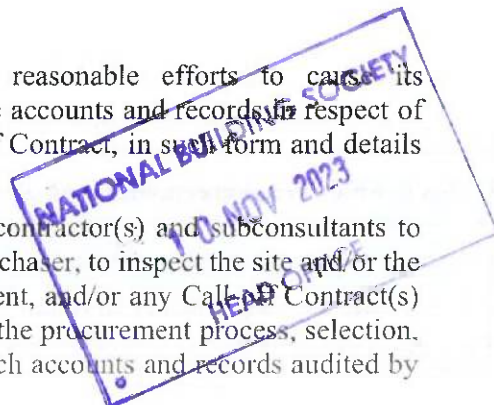 reasonable efforts to cause its
accounts and records in respect of
Contract, in such form and details
contractor(s) and subconsultants to
chaser, to inspect the site and/or the
ent, and/or any Call-off Contract(s)
the procurement process, selection,
ch accounts and records audited by
NATIONAL BUILDING SOCIETY
10 NOV 2023
HEAD OFFICE